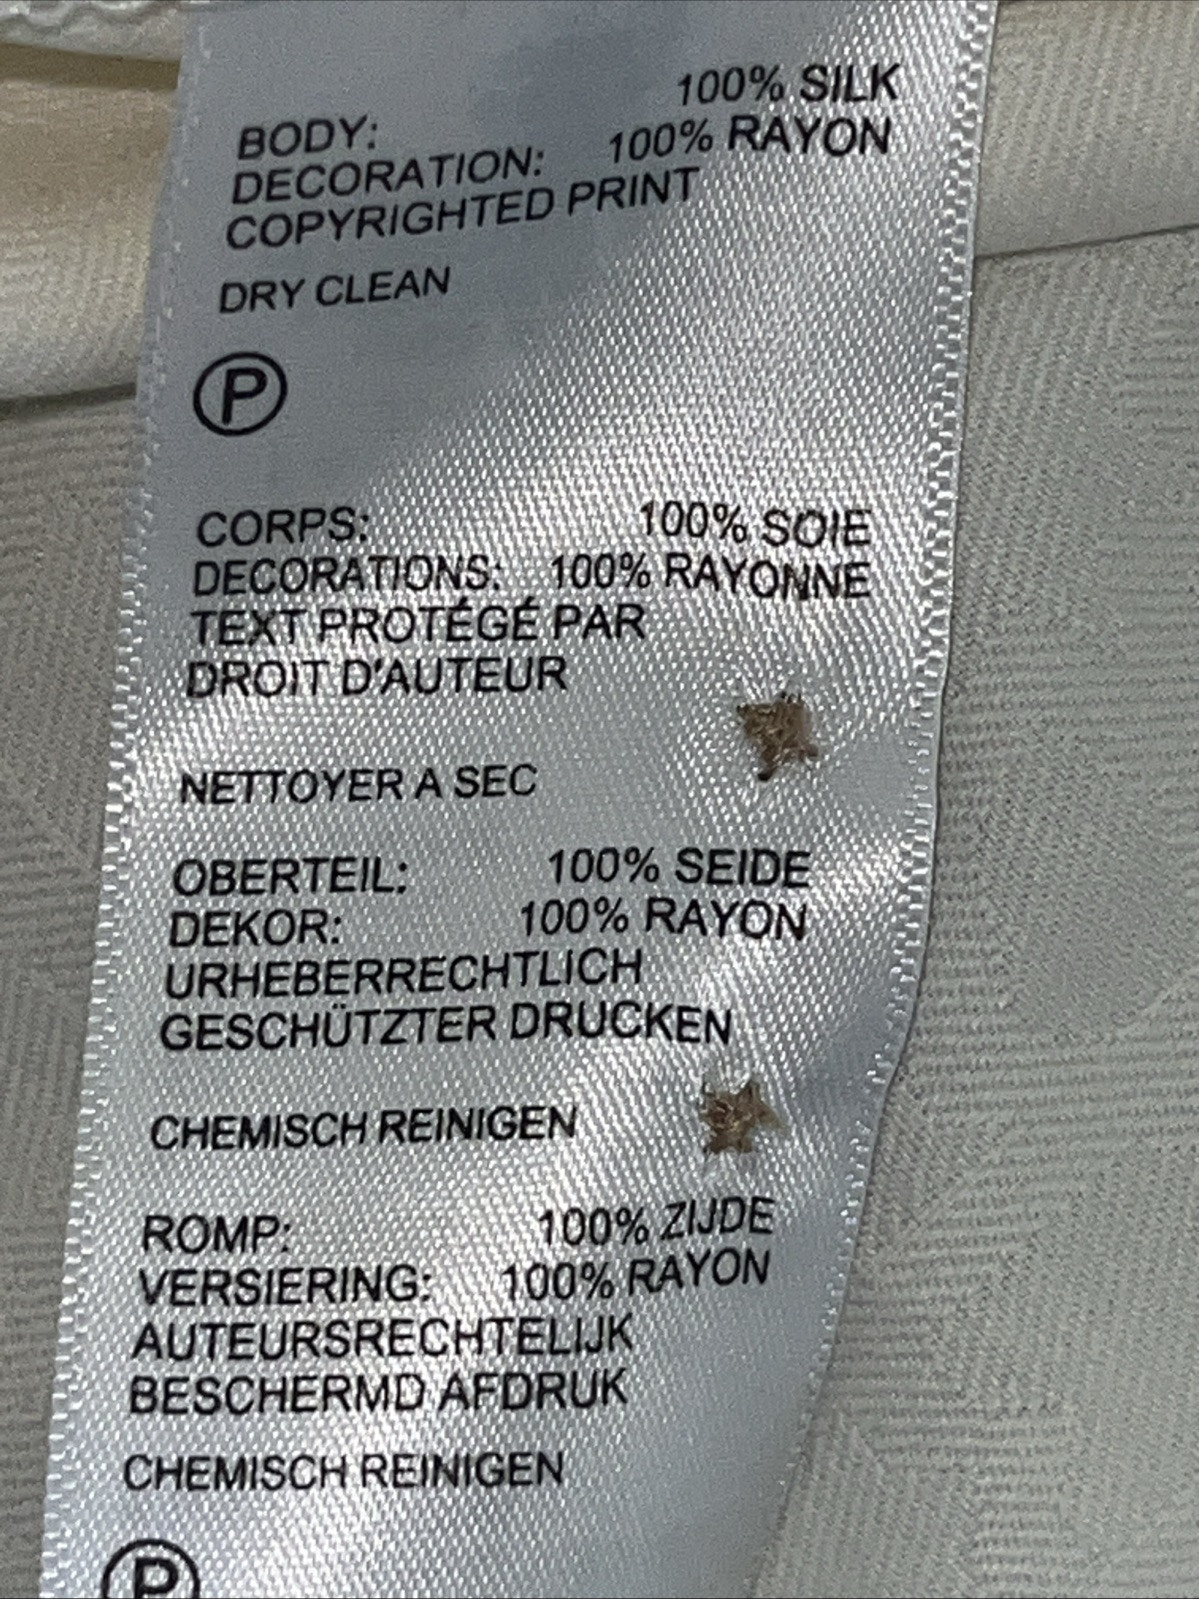 100% SILK
BODY:
DECORATION: 100% RAYON
COPYRIGHTED PRINT
DRY CLEAN
P
CORPS: 100% SOIE
DECORATIONS: 100% RAYONNE
TEXT PROTÉGÉ PAR
DROIT D'AUTEUR
NETTOYER A SEC
OBERTEIL: 100% SEIDE
DEKOR: 100% RAYON
URHEBERRECHTLICH
GESCHÜTZTER DRUCKEN
CHEMISCH REINIGEN
ROMP: 100% ZIJDE
VERSIERING: 100% RAYON
AUTEURSRECHTELIJK
BESCHERMD AFDRUK
CHEMISCH REINIGEN
P